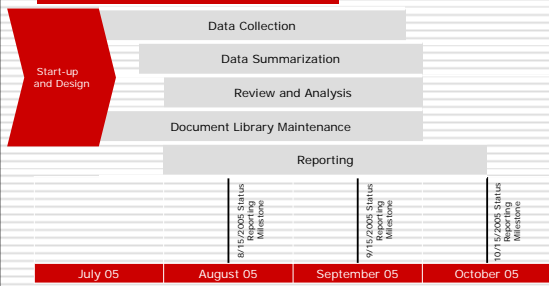 Data Collection
Data Summarization
Start-up
and Design
Review and Analysis
Document Library Maintenance
Reporting
8/15/2005 Status
Reporting
Milestone
9/15/2005 Status
Reporting
Milestone
10/15/2005 Status
Reporting
Milestone
July 05
August 05
September 05
October 05